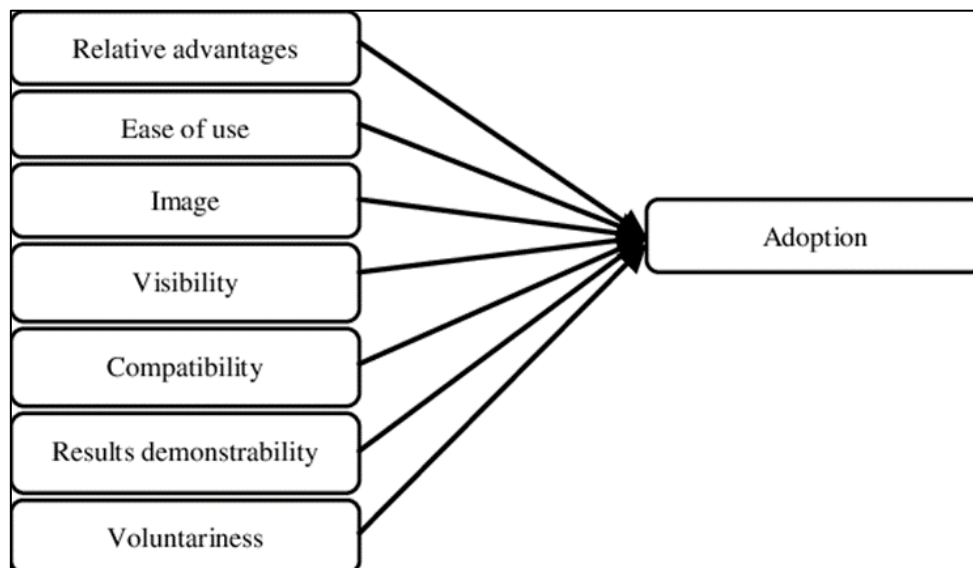 Relative advantages
Ease of use
Image
Visibility
Compatibility
Results demonstrability
Voluntariness
Adoption